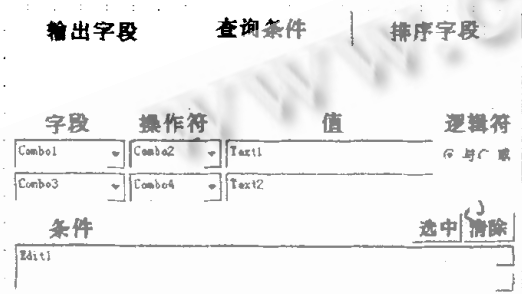 输出字段 查询条件 排序字段
字段 操作符 值 逻辑符
Combo1 Combo2 Text1 与 或
Combo3 Combo4 Text2
条件 选中 清除
Edit1